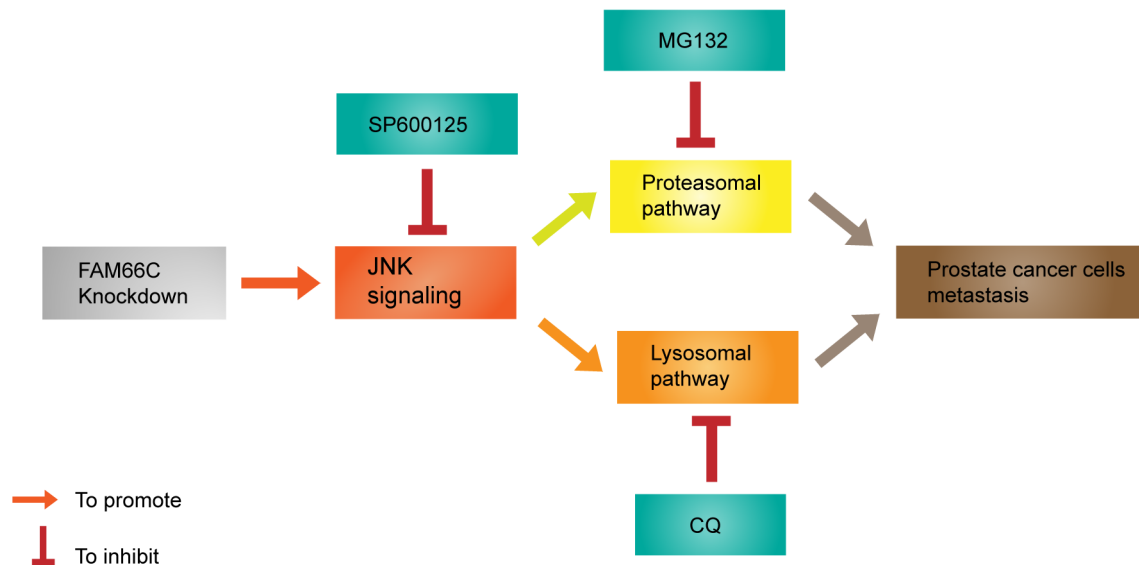 MG132
SP600125
Proteasomal
pathway
FAM66C
Knockdown
JNK
signaling
Prostate cancer cells
metastasis
Lysosomal
pathway
CQ
To promote
To inhibit